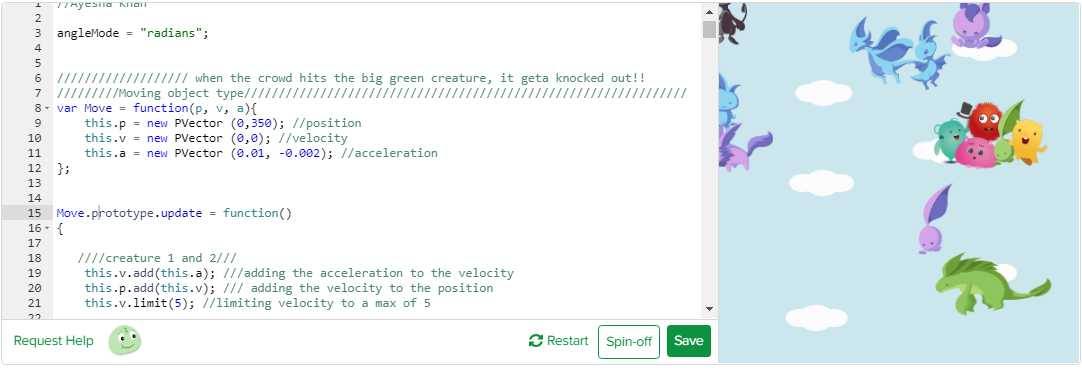 1 //Ayesha Khan
2
3 angleMode = "radians";
4
5
6 /////////////////// when the crowd hits the big green creature, it geta knocked out!!
7 /////////Moving object type////////////////////////////////////////////////////////////////
8 var Move = function(p, v, a){
9 this.p = new PVector (0,350); //position
10 this.v = new PVector (0,0); //velocity
11 this.a = new PVector (0.01, -0.002); //acceleration
12 };
13
14
15 Move.prototype.update = function()
16 {
17
18 ////creature 1 and 2///
19 this.v.add(this.a); ///adding the acceleration to the velocity
20 this.p.add(this.v); /// adding the velocity to the position
21 this.v.limit(5); //limiting velocity to a max of 5
22
Request Help
Restart
Spin-off
Save